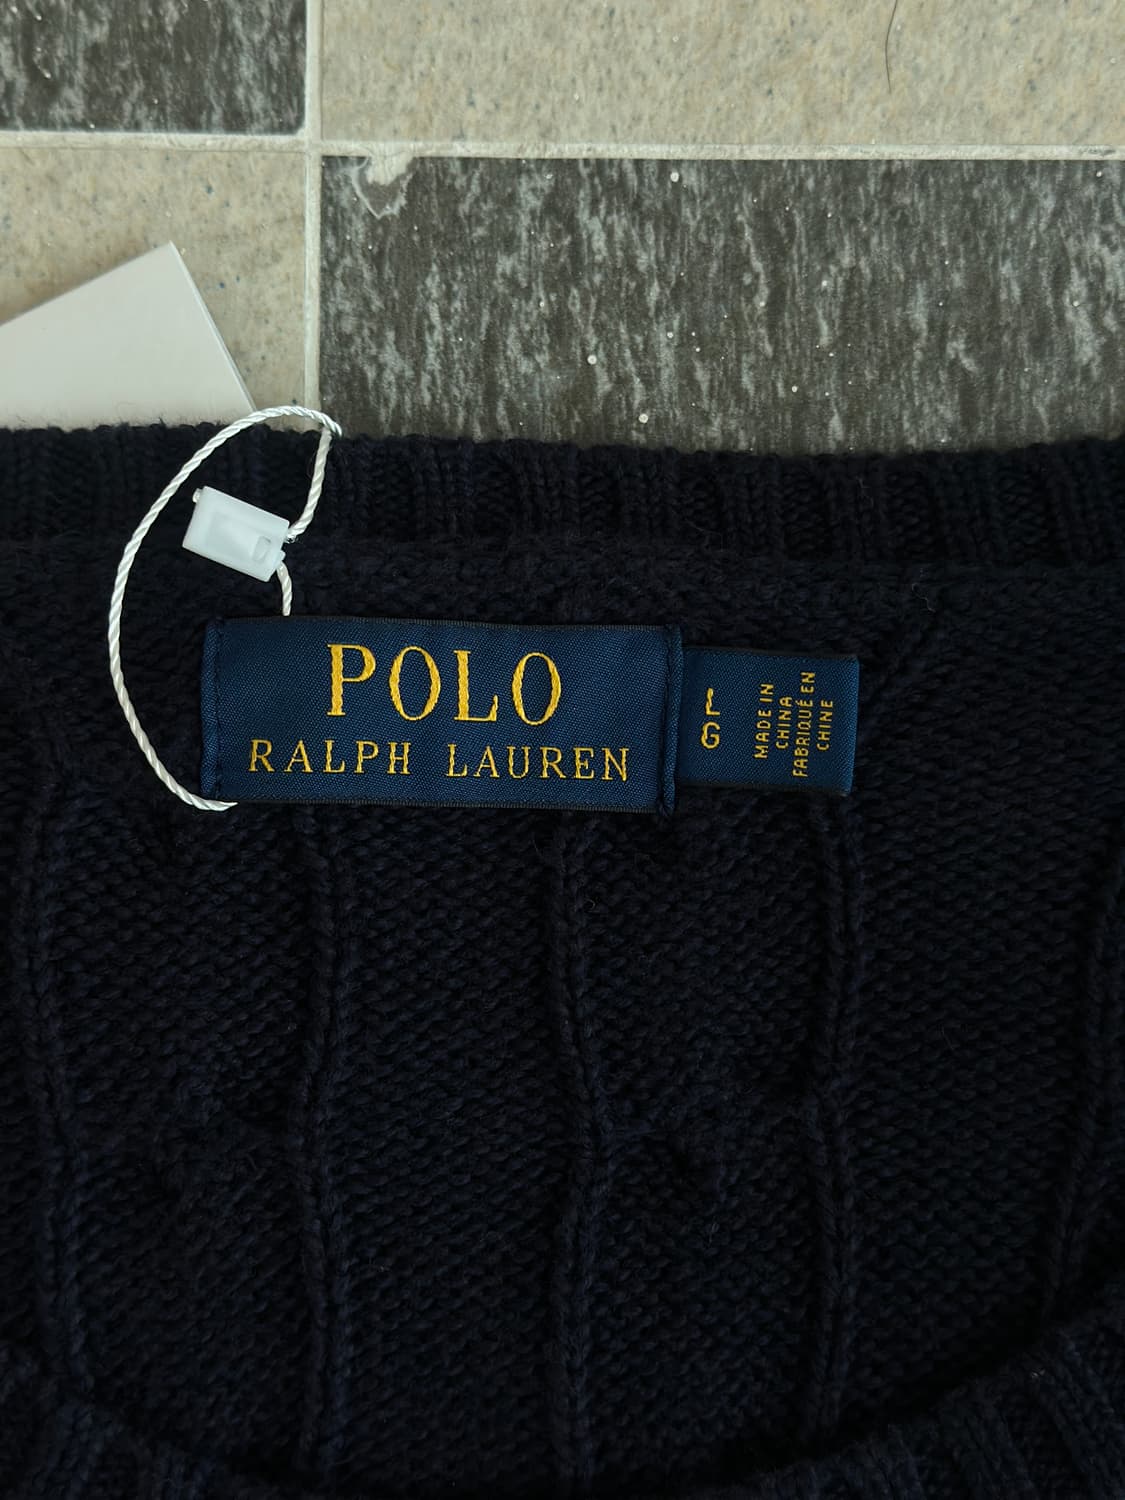 POLO
RALPH LAUREN
L
G
MADE IN
CHINA
FABRIQUÉ EN
CHINE